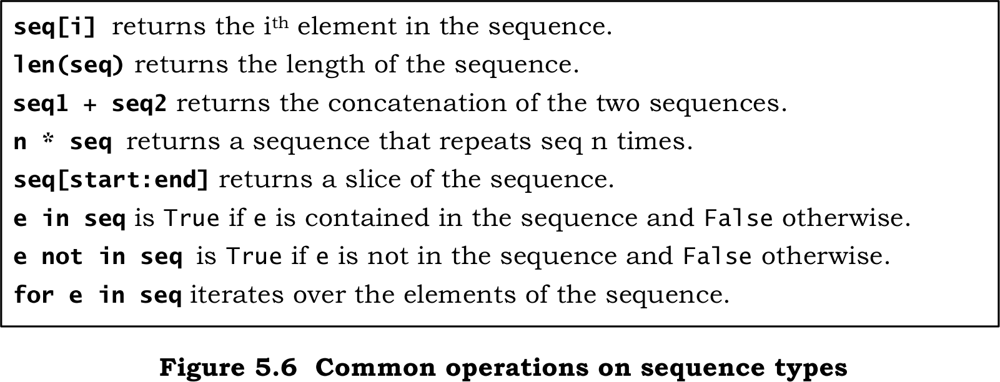 seq[i] returns the ith element in the sequence.
len(seq) returns the length of the sequence.
seq1 + seq2 returns the concatenation of the two sequences.
n * seq returns a sequence that repeats seq n times.
seq[start:end] returns a slice of the sequence.
e in seq is True if e is contained in the sequence and False otherwise.
e not in seq is True if e is not in the sequence and False otherwise.
for e in seq iterates over the elements of the sequence.
Figure 5.6 Common operations on sequence types